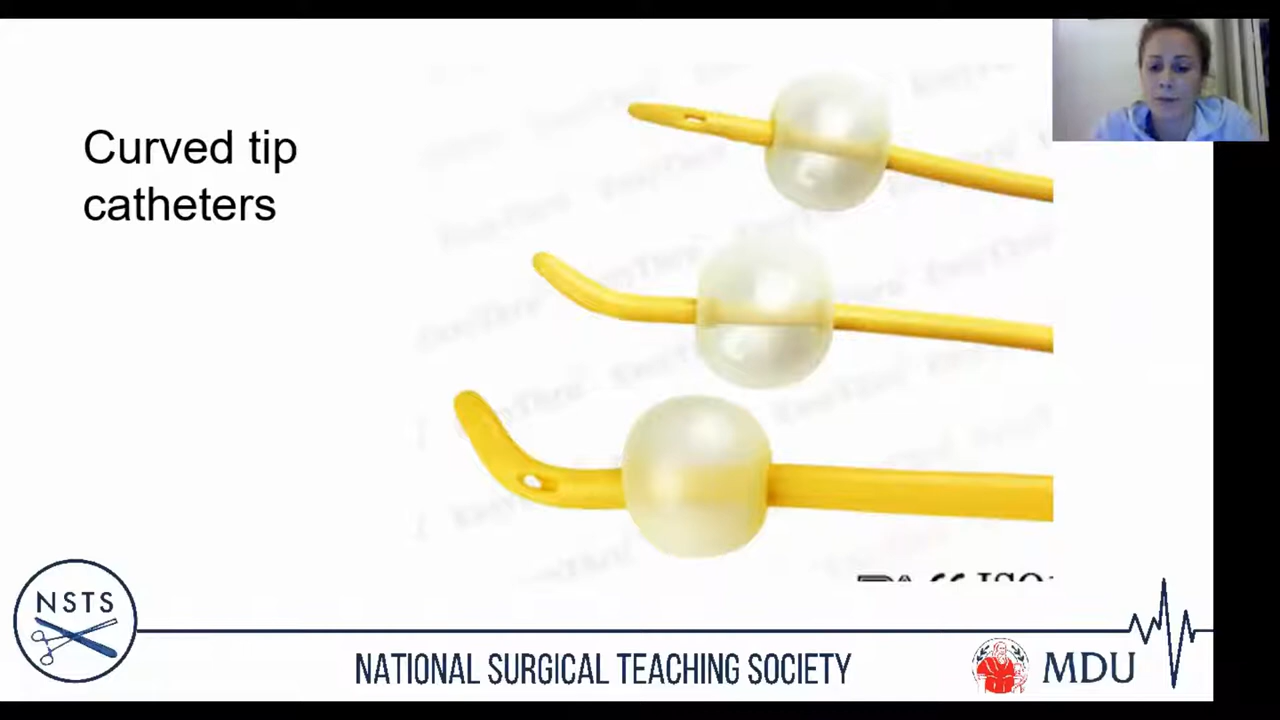 Curved tip
catheters
NSTS
NATIONAL SURGICAL TEACHING SOCIETY
MDU